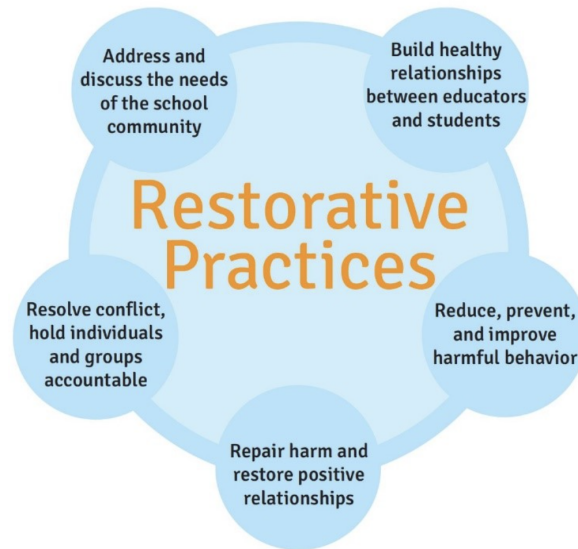 Address and
discuss the needs
of the school
community
Build healthy
relationships
between educators
and students
Restorative
Practices
Resolve conflict,
hold individuals
and groups
accountable
Reduce, prevent,
and improve
harmful behavior
Repair harm and
restore positive
relationships